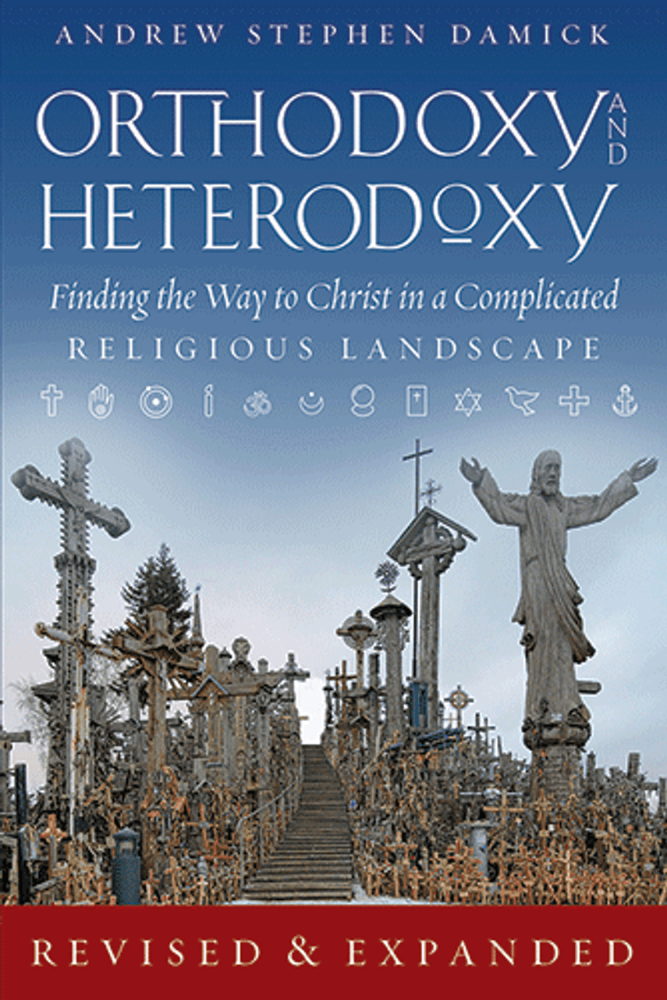 ANDREW STEPHEN DAMICK
ORTHODOXY AND
HETERODOXY
Finding the Way to Christ in a Complicated
RELIGIOUS LANDSCAPE
REVISED & EXPANDED